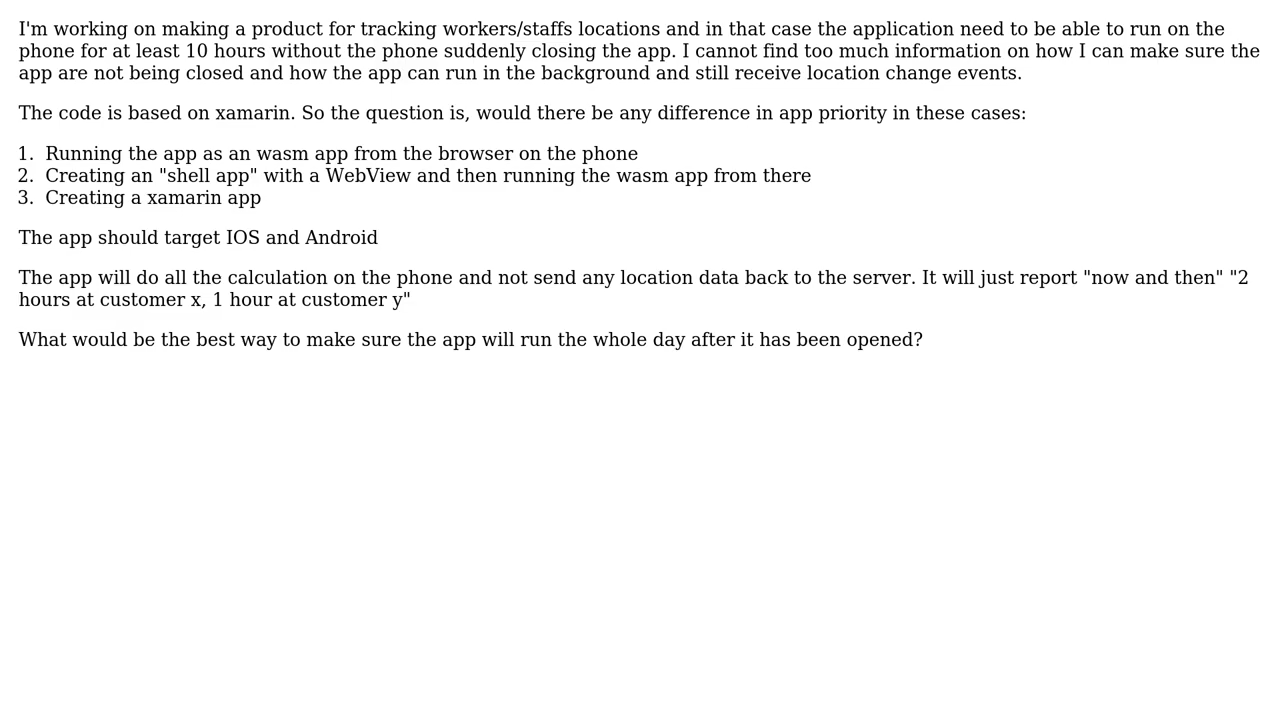 I'm working on making a product for tracking workers/staffs locations and in that case the application need to be able to run on the
phone for at least 10 hours without the phone suddenly closing the app. I cannot find too much information on how I can make sure the
app are not being closed and how the app can run in the background and still receive location change events.
The code is based on xamarin. So the question is, would there be any difference in app priority in these cases:
1. Running the app as an wasm app from the browser on the phone
2. Creating an "shell app" with a WebView and then running the wasm app from there
3. Creating a xamarin app
The app should target IOS and Android
The app will do all the calculation on the phone and not send any location data back to the server. It will just report "now and then" "2
hours at customer x, 1 hour at customer y"
What would be the best way to make sure the app will run the whole day after it has been opened?